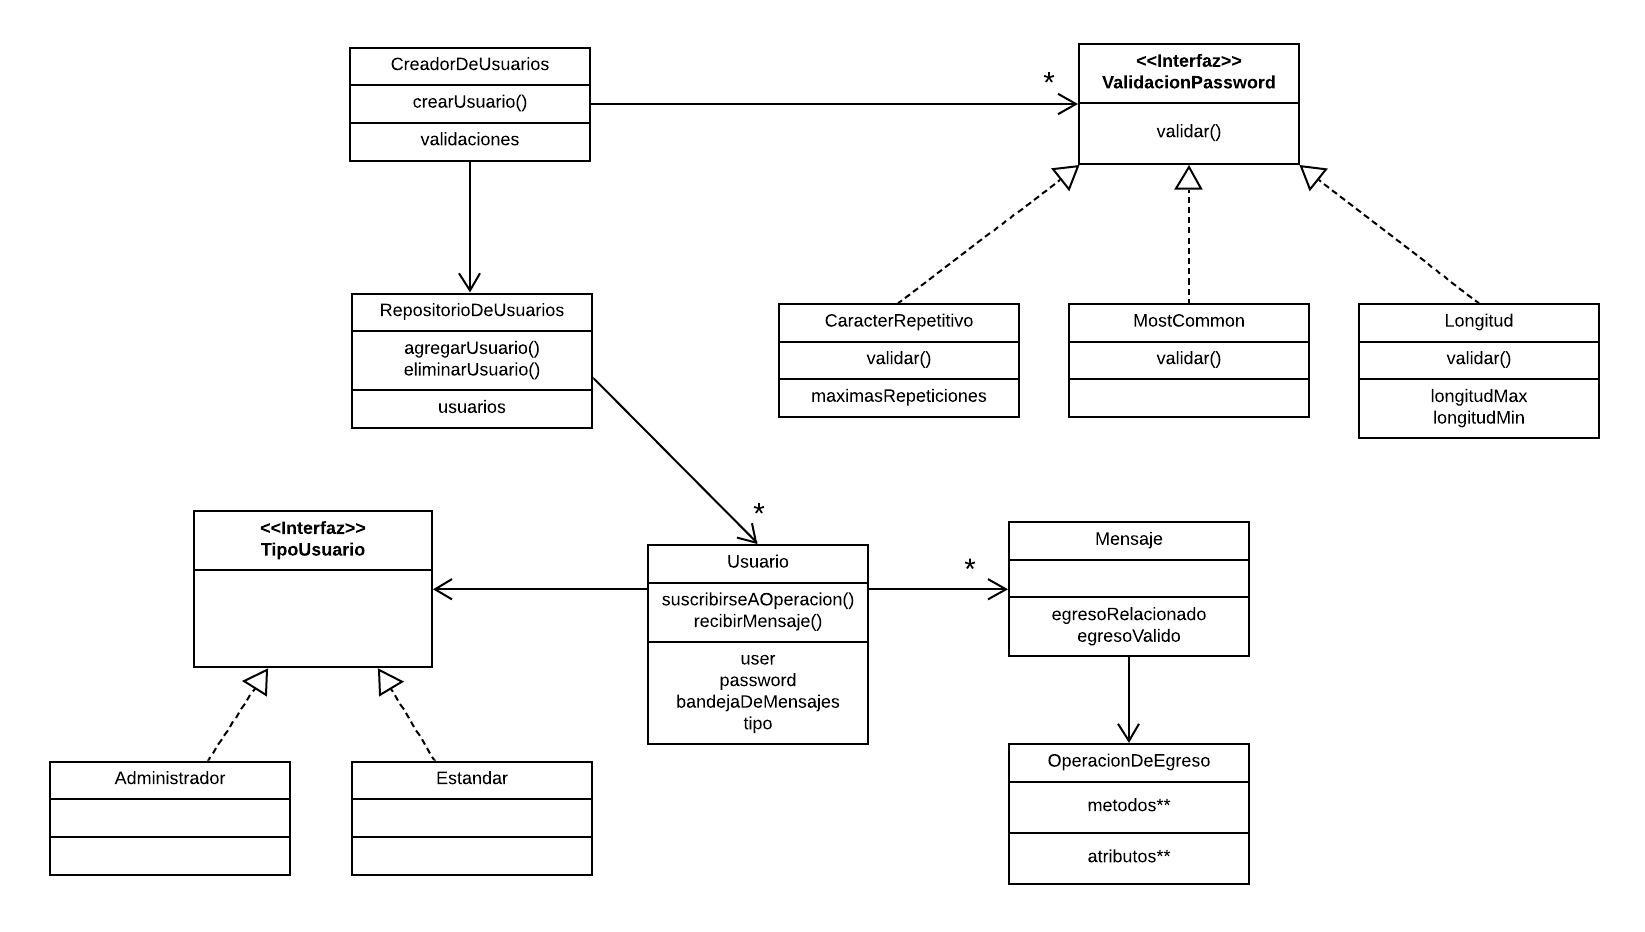 CreadorDeUsuarios
crearUsuario()
validaciones
*
<<Interfaz>>
ValidacionPassword
validar()
RepositorioDeUsuarios
agregarUsuario()
eliminarUsuario()
usuarios
CaracterRepetitivo
validar()
maximasRepeticiones
MostCommon
validar()
Longitud
validar()
longitudMax
longitudMin
<<Interfaz>>
TipoUsuario
*
Usuario
suscribirseAOperacion()
recibirMensaje()
user
password
bandejaDeMensajes
tipo
*
Mensaje
egresoRelacionado
egresoValido
Administrador
Estandar
OperacionDeEgreso
metodos**
atributos**